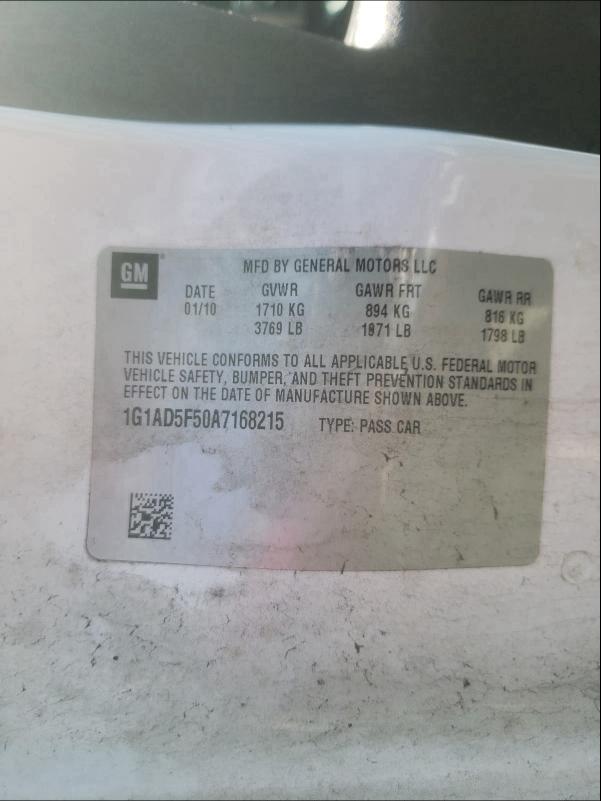 GM
MFD BY GENERAL MOTORS LLC
DATE GVWR GAWR FRT GAWR RR
01/10 1710 KG 894 KG 816 KG
3769 LB 1971 LB 1798 LB
THIS VEHICLE CONFORMS TO ALL APPLICABLE U.S. FEDERAL MOTOR
VEHICLE SAFETY, BUMPER, AND THEFT PREVENTION STANDARDS IN
EFFECT ON THE DATE OF MANUFACTURE SHOWN ABOVE.
1G1AD5F50A7168215 TYPE: PASS CAR